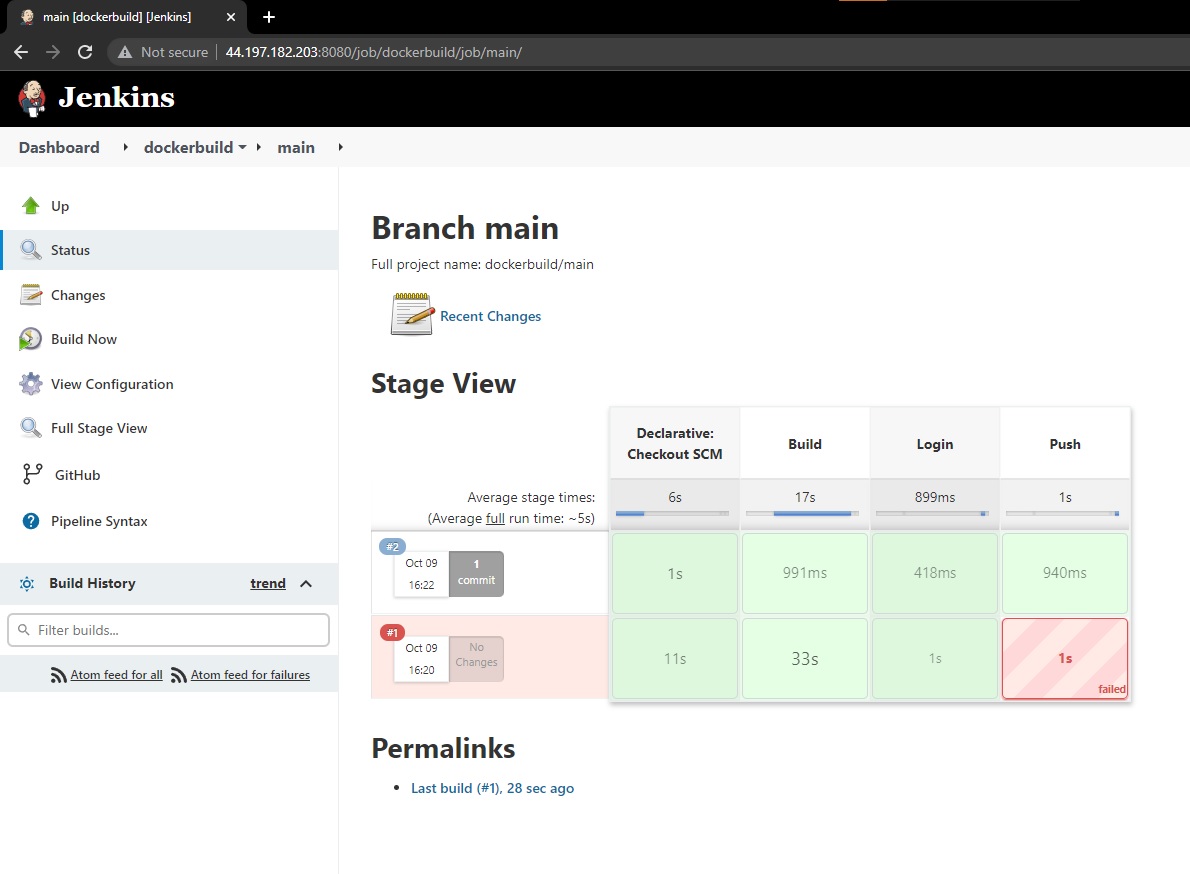 main [dockerbuild] [Jenkins]
Not secure
44.197.182.203:8080/job/dockerbuild/job/main/
Jenkins
Dashboard
dockerbuild
main
Up
Status
Changes
Build Now
View Configuration
Full Stage View
GitHub
Pipeline Syntax
Build History
trend
Filter builds...
Atom feed for all
Atom feed for failures
Branch main
Full project name: dockerbuild/main
Recent Changes
Stage View
Declarative:
Checkout SCM
Build
Login
Push
Average stage times:
(Average full run time: ~5s)
6s
17s
899ms
1s
#2
Oct 09
16:22
1
commit
1s
991ms
418ms
940ms
#1
Oct 09
16:20
No
Changes
11s
33s
1s
1s
failed
Permalinks
Last build (#1), 28 sec ago